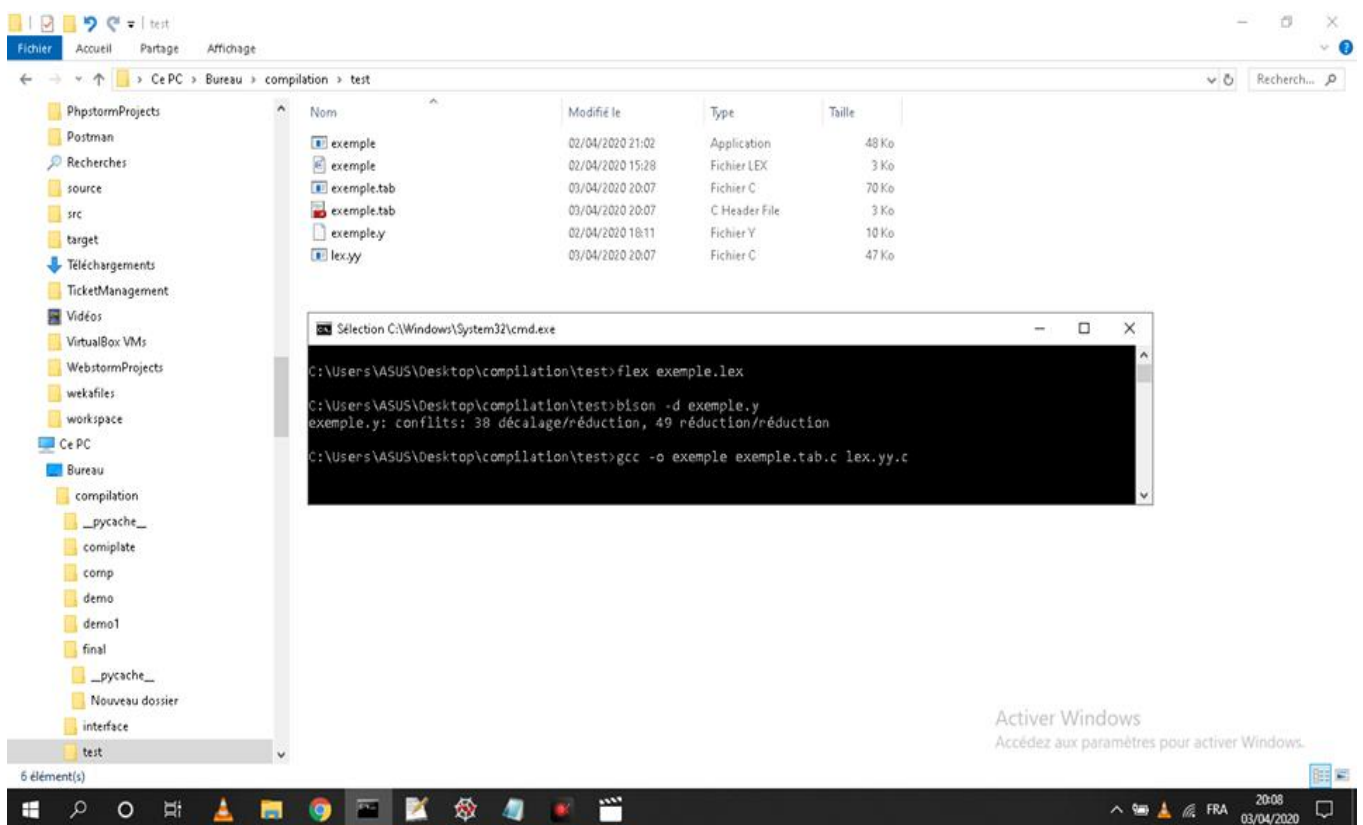 test
Fichier Accueil Partage Affichage
Ce PC > Bureau > compilation > test
Recherch...
Nom Modifié le Type Taille
exemple 02/04/2020 21:02 Application 48 Ko
exemple 02/04/2020 15:28 Fichier LEX 3 Ko
exemple.tab 03/04/2020 20:07 Fichier C 70 Ko
exemple.tab 03/04/2020 20:07 C Header File 3 Ko
exemple.y 02/04/2020 18:11 Fichier Y 10 Ko
lex.yy 03/04/2020 20:07 Fichier C 47 Ko
PhpstormProjects
Postman
Recherches
source
src
target
Téléchargements
TicketManagement
Vidéos
VirtualBox VMs
WebstormProjects
wekafiles
workspace
Ce PC
Bureau
compilation
__pycache__
comiplate
comp
demo
demo1
final
__pycache__
Nouveau dossier
interface
test
Sélection C:\Windows\System32\cmd.exe
C:\Users\ASUS\Desktop\compilation\test>flex exemple.lex
C:\Users\ASUS\Desktop\compilation\test>bison -d exemple.y
exemple.y: conflits: 38 décalage/réduction, 49 réduction/réduction
C:\Users\ASUS\Desktop\compilation\test>gcc -o exemple exemple.tab.c lex.yy.c
Activer Windows
Accédez aux paramètres pour activer Windows.
6 élément(s)
FRA
20:08
03/04/2020